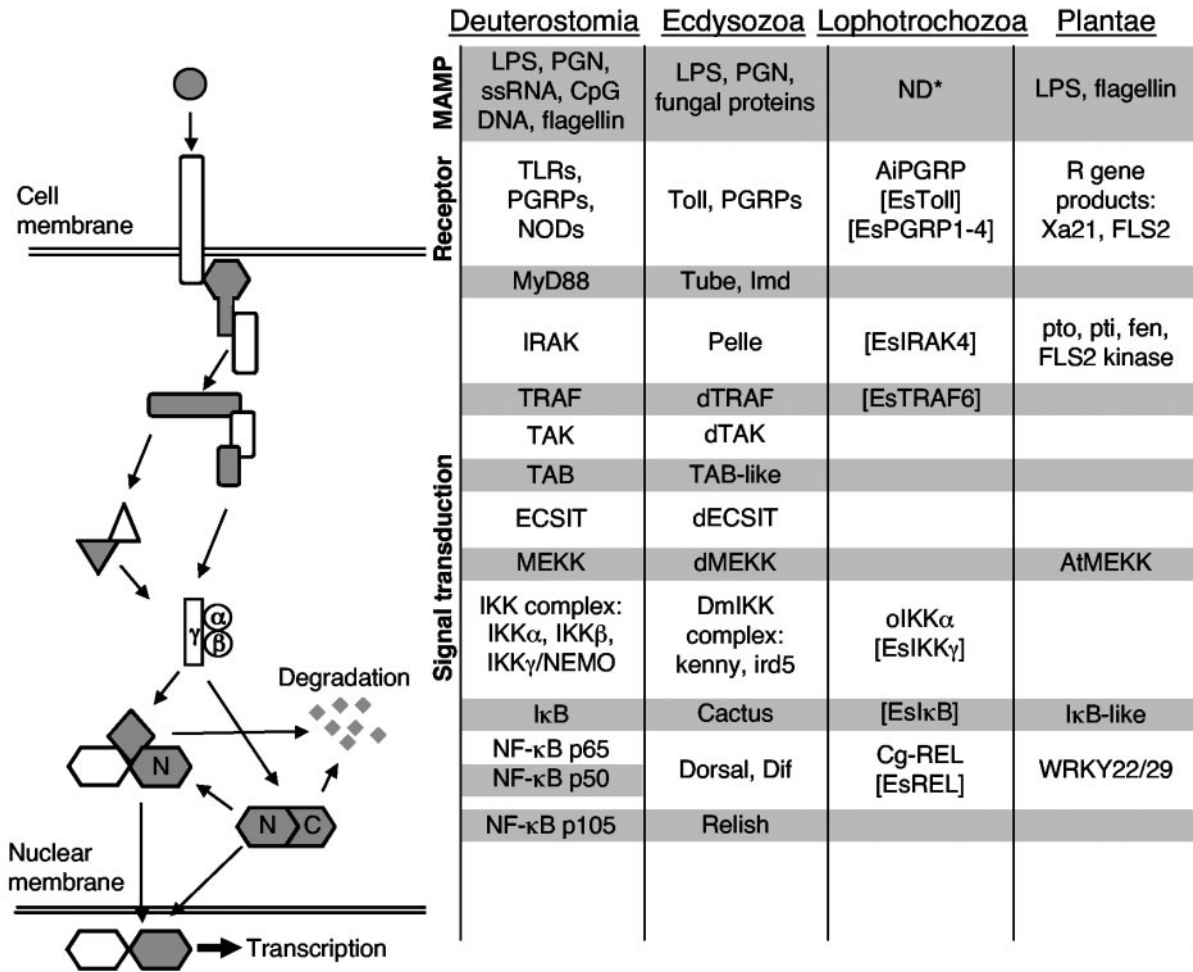 Deuterostomia Ecdysozoa Lophotrochozoa Plantae
MAMP
LPS, PGN,
ssRNA, CpG
DNA, flagellin
LPS, PGN,
fungal proteins
ND*
LPS, flagellin
Receptor
TLRs,
PGRPs,
NODs
Toll, PGRPs
AiPGRP
[EsToll]
[EsPGRP1-4]
R gene
products:
Xa21, FLS2
Signal transduction
MyD88
Tube, Imd
IRAK
Pelle
[EsIRAK4]
pto, pti, fen,
FLS2 kinase
TRAF
dTRAF
[EsTRAF6]
TAK
dTAK
TAB
TAB-like
ECSIT
dECSIT
MEKK
dMEKK
AtMEKK
IKK complex:
IKKα, IKKβ,
IKKγ/NEMO
DmIKK
complex:
kenny, ird5
oIKKα
[EsIKKγ]
IκB
Cactus
[EsIκB]
IκB-like
NF-κB p65
NF-κB p50
Dorsal, Dif
Cg-REL
[EsREL]
WRKY22/29
NF-κB p105
Relish
Cell
membrane
γ
α
β
Degradation
N
N
C
Nuclear
membrane
Transcription